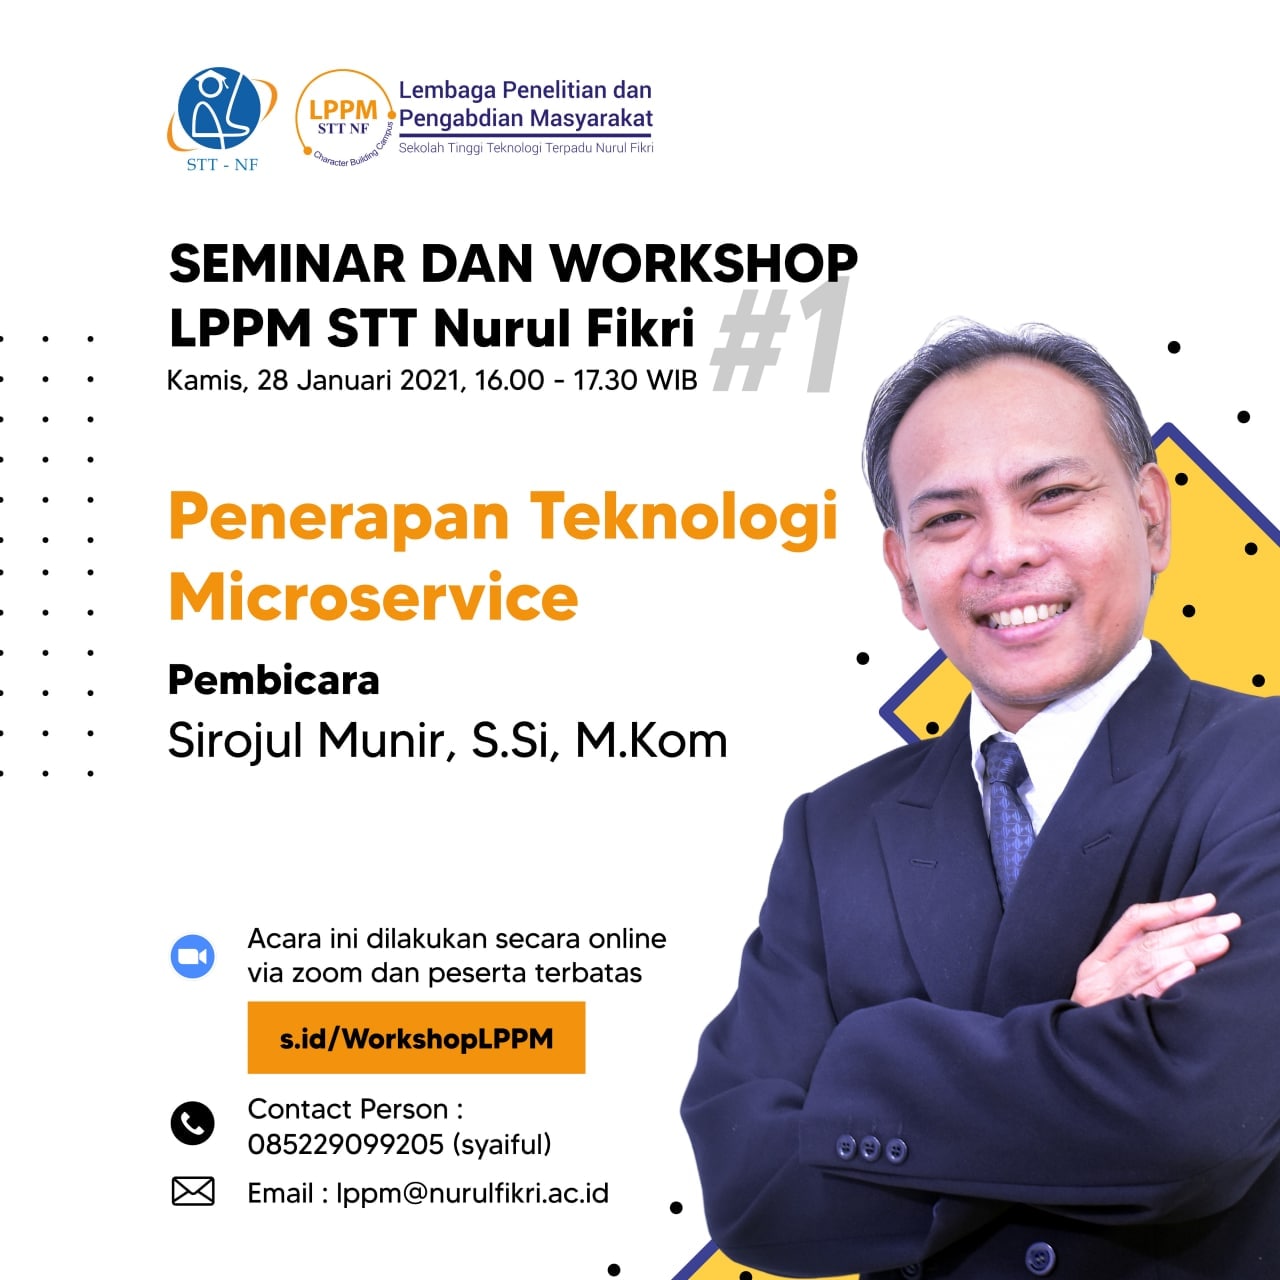 STT - NF
LPPM
STT NF
Character Building Campus
Lembaga Penelitian dan
Pengabdian Masyarakat
Sekolah Tinggi Teknologi Terpadu Nurul Fikri
SEMINAR DAN WORKSHOP
LPPM STT Nurul Fikri
#1
Kamis, 28 Januari 2021, 16.00 - 17.30 WIB
Penerapan Teknologi
Microservice
Pembicara
Sirojul Munir, S.Si, M.Kom
Acara ini dilakukan secara online
via zoom dan peserta terbatas
s.id/WorkshopLPPM
Contact Person :
085229099205 (syaiful)
Email : lppm@nurulfikri.ac.id